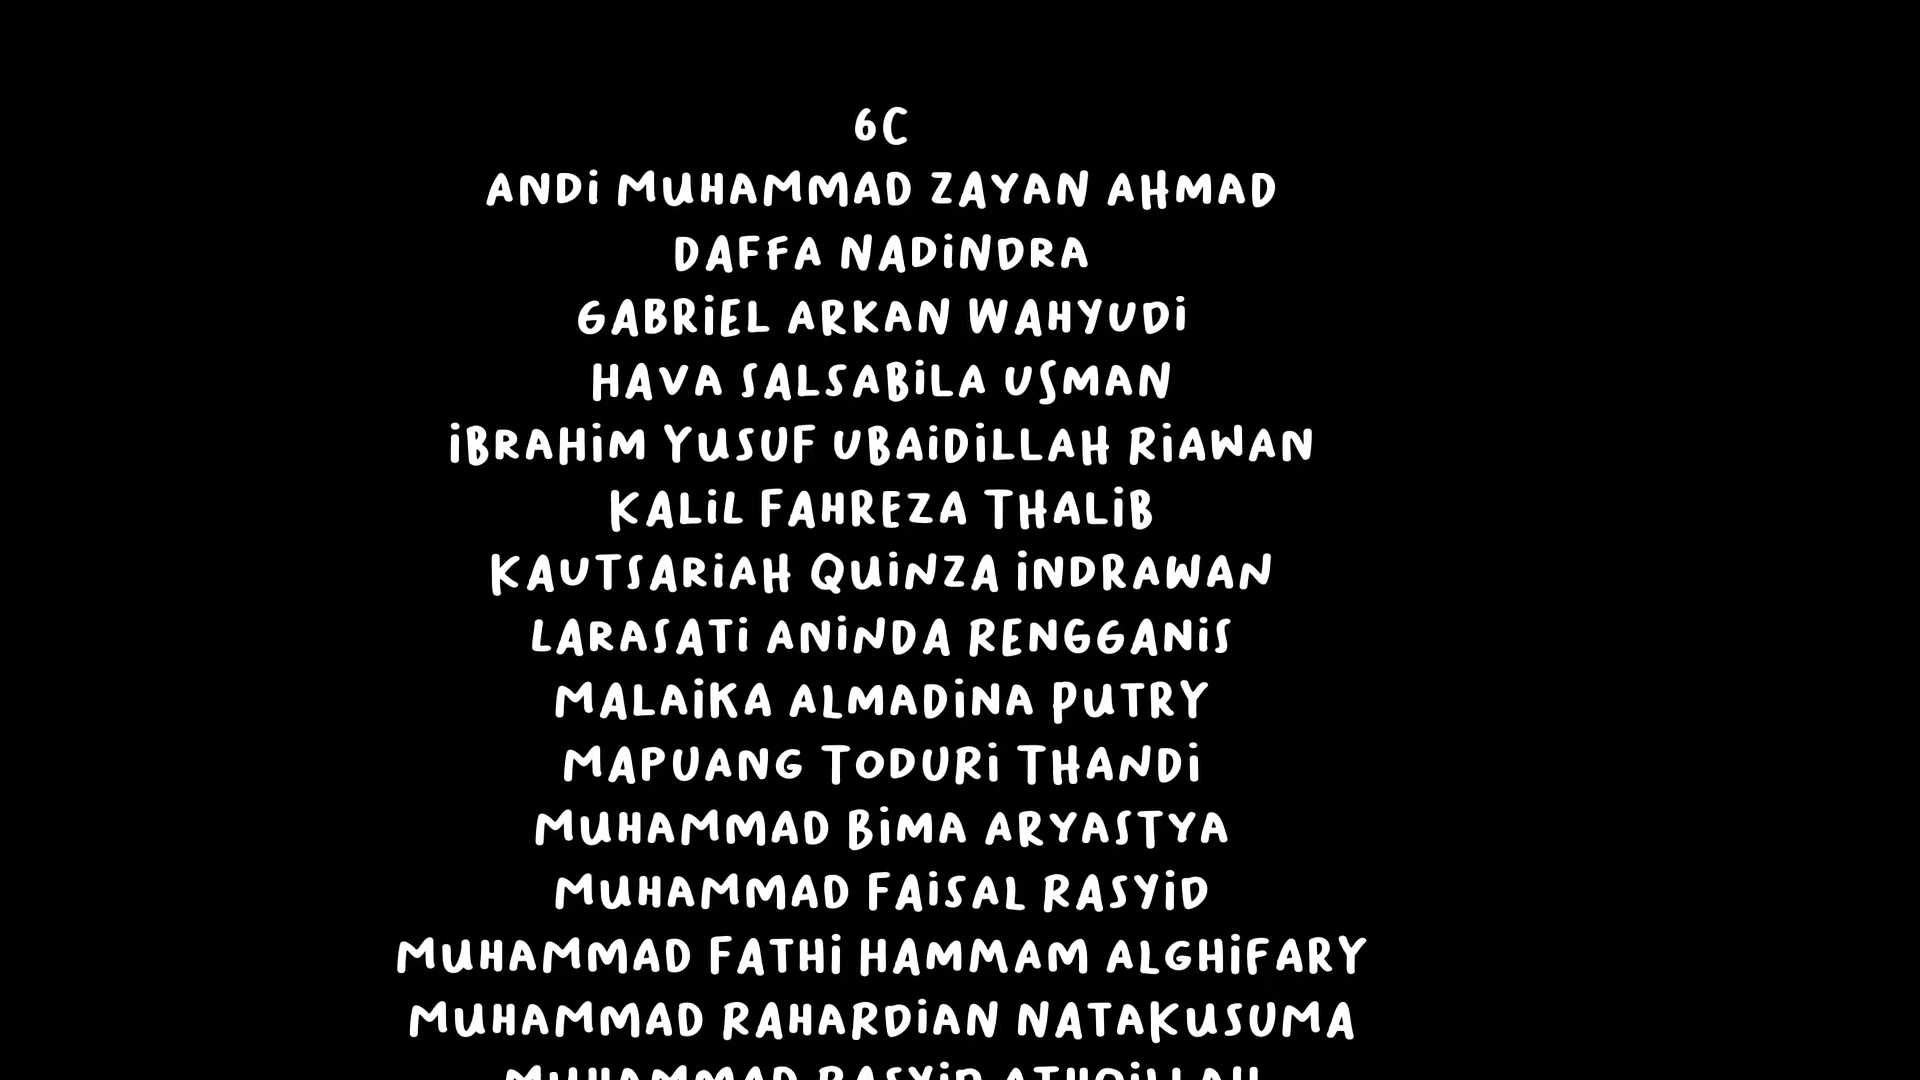 6C
ANDi MUHAMMAD ZAYAN AHMAD
DAFFA NADiNDRA
GABRiEL ARKAN WAHYUDi
HAVA SALSABiLA USMAN
iBRAHiM YUSUF UBAiDiLLAH RiAWAN
KALiL FAHREZA THALiB
KAUTSARiAH QUiNZA iNDRAWAN
LARASATi ANiNDA RENGGANiS
MALAiKA ALMADiNA PUTRY
MAPUANG TODURi THANDi
MUHAMMAD BiMA ARYASTYA
MUHAMMAD FAiSAL RASYiD
MUHAMMAD FATHi HAMMAM ALGHiFARY
MUHAMMAD RAHARDiAN NATAKUSUMA
MUHAMMAD RASYiD